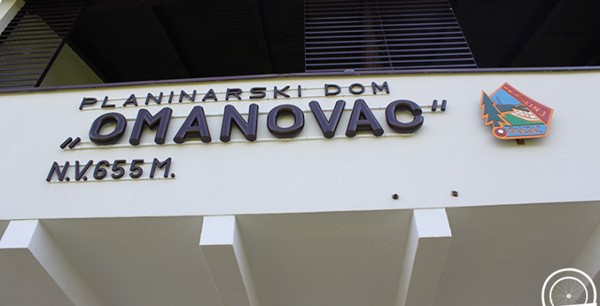 PLANINARSKI DOM
„OMANOVAC“
N.V. 655 M.